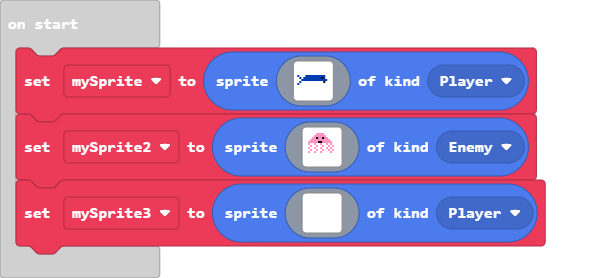 on start
set mySprite to sprite of kind Player
set mySprite2 to sprite of kind Enemy
set mySprite3 to sprite of kind Player